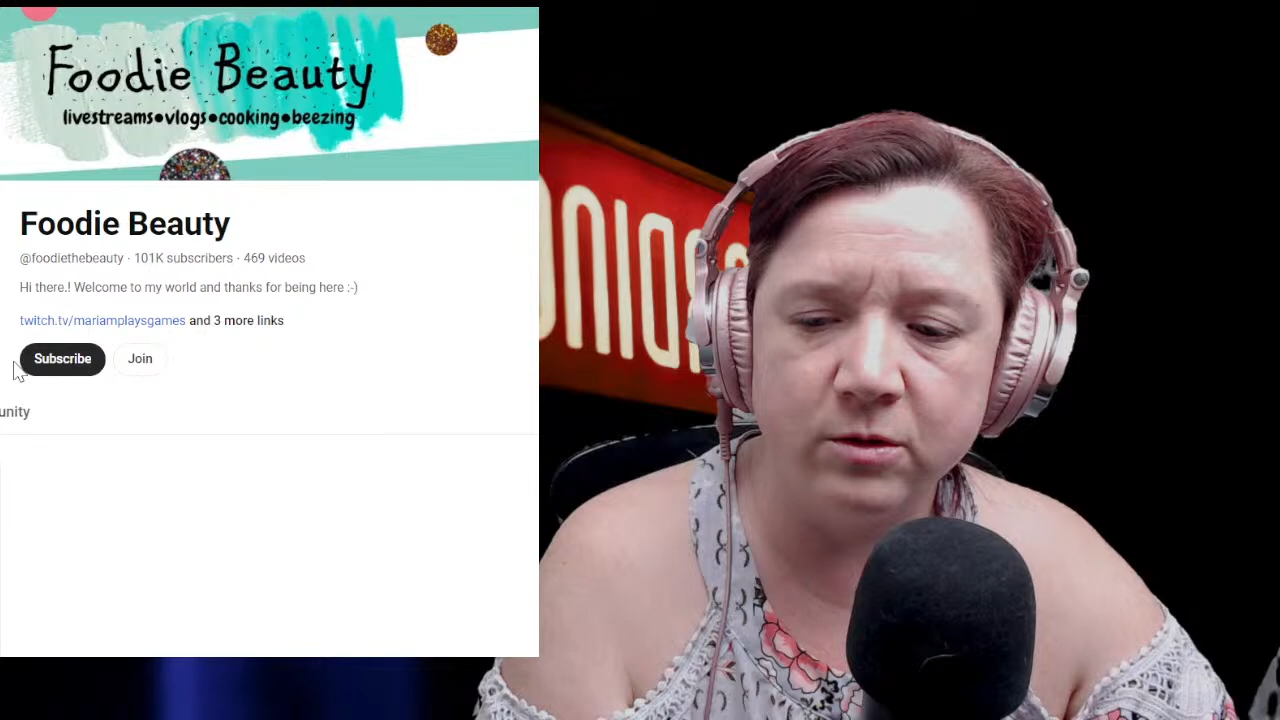 Foodie Beauty
livestreams•vlogs•cooking•beezing
Foodie Beauty
@foodiethebeauty · 101K subscribers · 469 videos
Hi there.! Welcome to my world and thanks for being here :-)
twitch.tv/mariamplaysgames and 3 more links
Subscribe
Join
unity